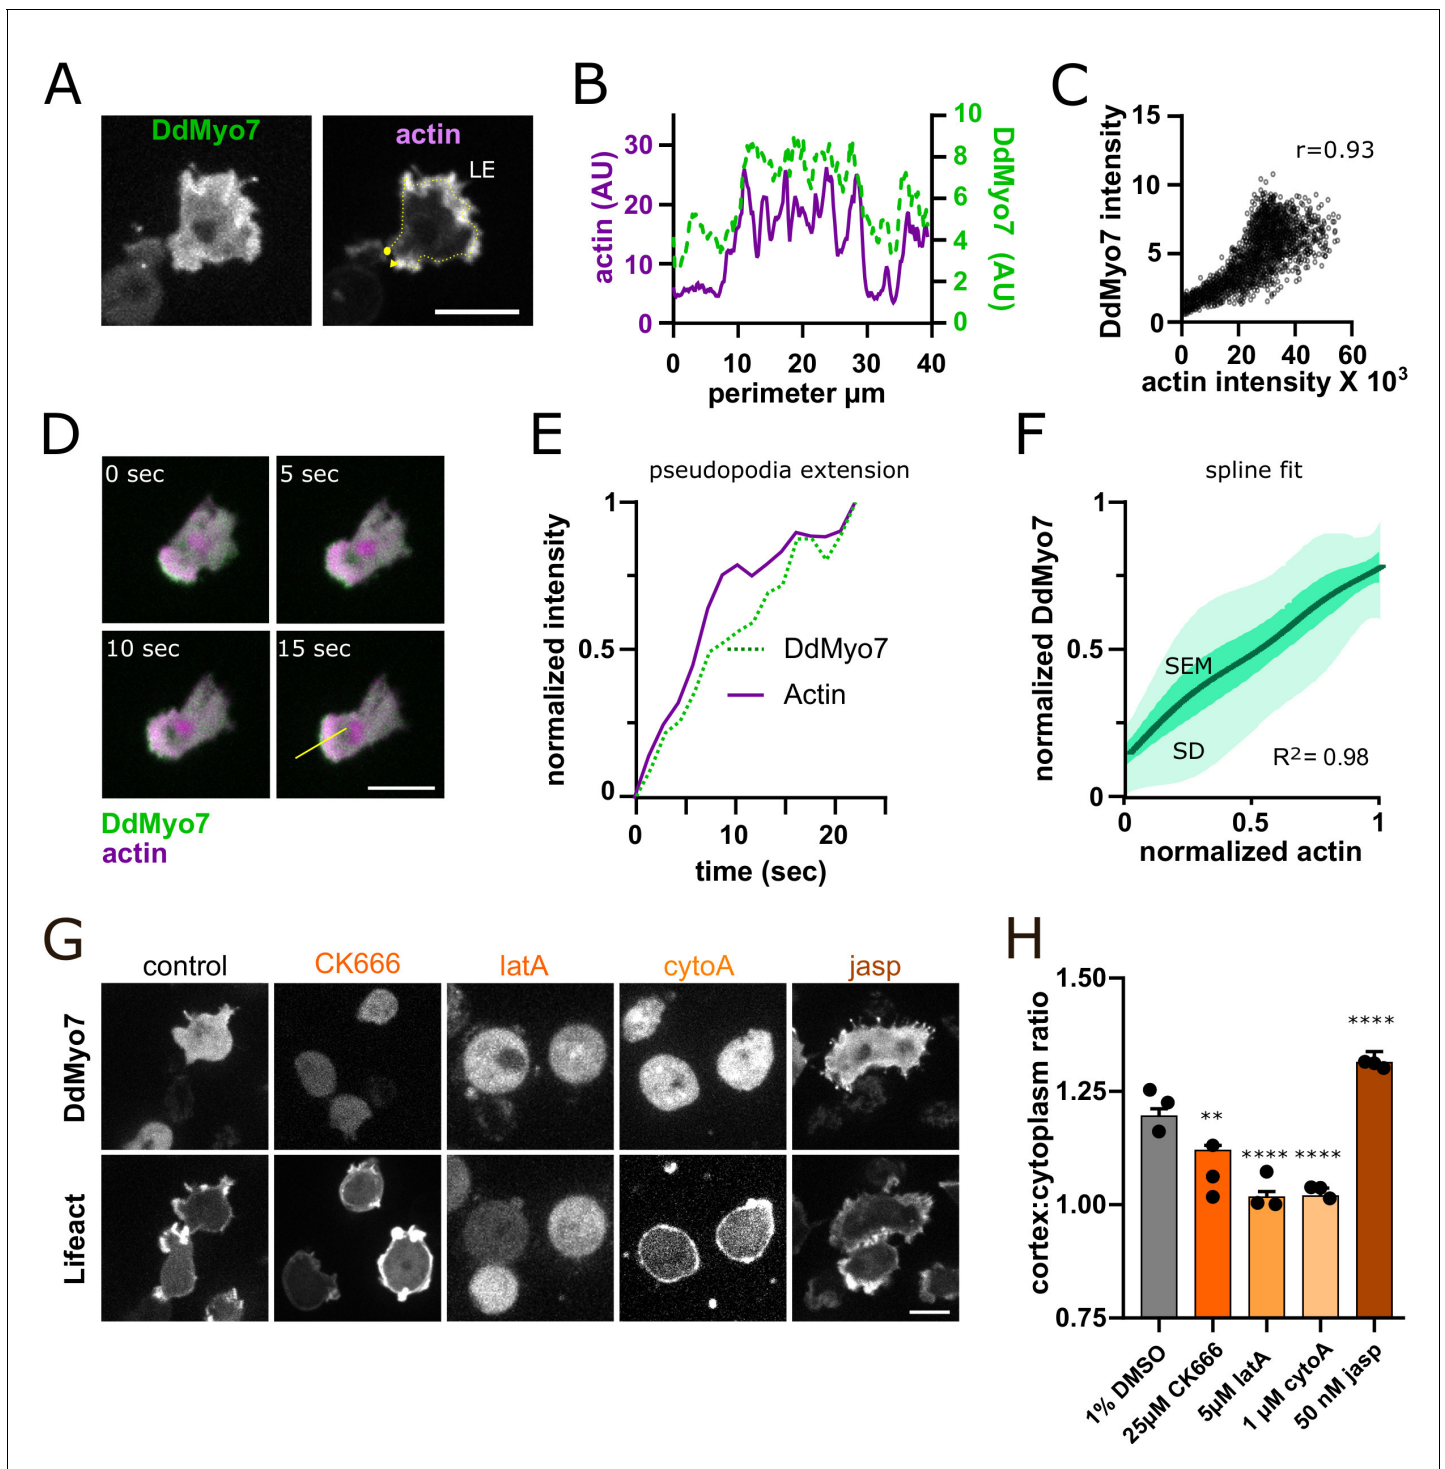 A
DdMyo7
actin
LE
B
actin (AU)
30
20
10
0
10
8
6
4
2
0
DdMyo7 (AU)
0 10 20 30 40
perimeter µm
C
DdMyo7 intensity
15
10
5
0
r=0.93
0 20 40 60
actin intensity X 10³
D
0 sec
5 sec
10 sec
15 sec
DdMyo7
actin
E
pseudopodia extension
normalized intensity
1
0.5
0
DdMyo7
Actin
0 10 20
time (sec)
F
spline fit
normalized DdMyo7
1
0.5
0
SEM
SD
R²= 0.98
0 0.5 1
normalized actin
G
control CK666 latA cytoA jasp
DdMyo7
Lifeact
H
cortex:cytoplasm ratio
1.50
1.25
1.00
0.75
**
****
****
****
1% DMSO
25µM CK666
5µM latA
1 µM cytoA
50 nM jasp